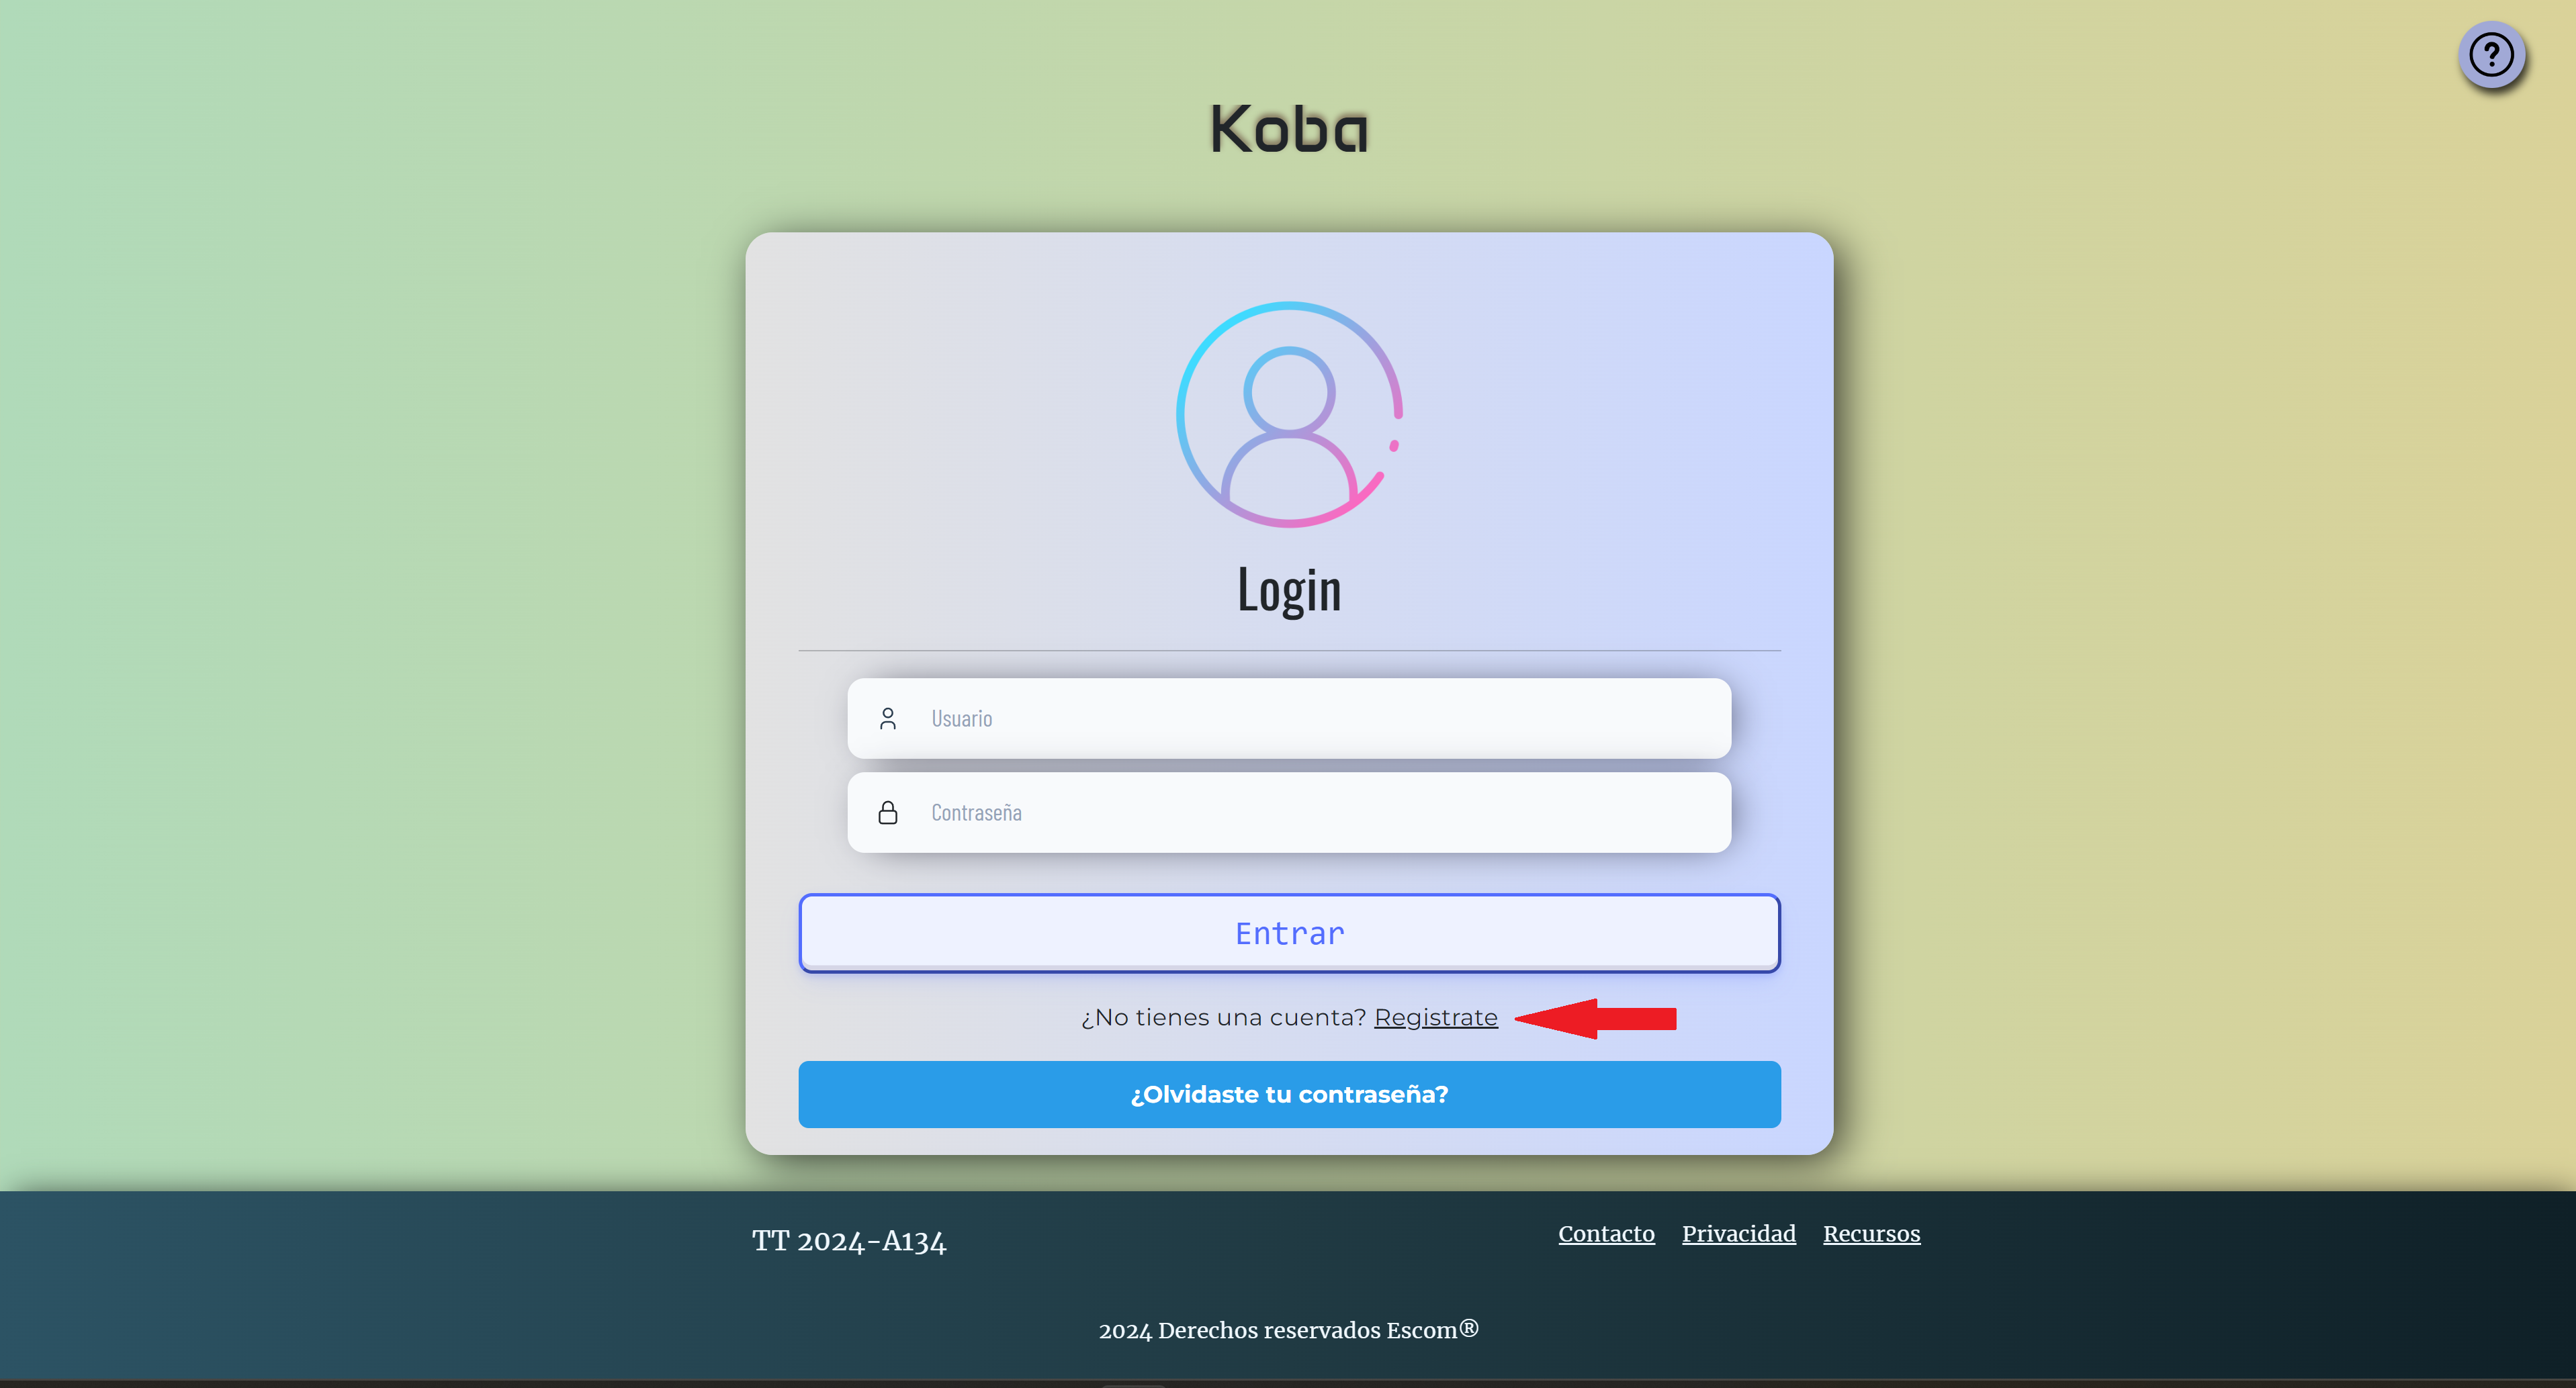 Koba
Login
Usuario
Contraseña
Entrar
¿No tienes una cuenta? Registrate
¿Olvidaste tu contraseña?
TT 2024-A134
Contacto Privacidad Recursos
2024 Derechos reservados Escom®